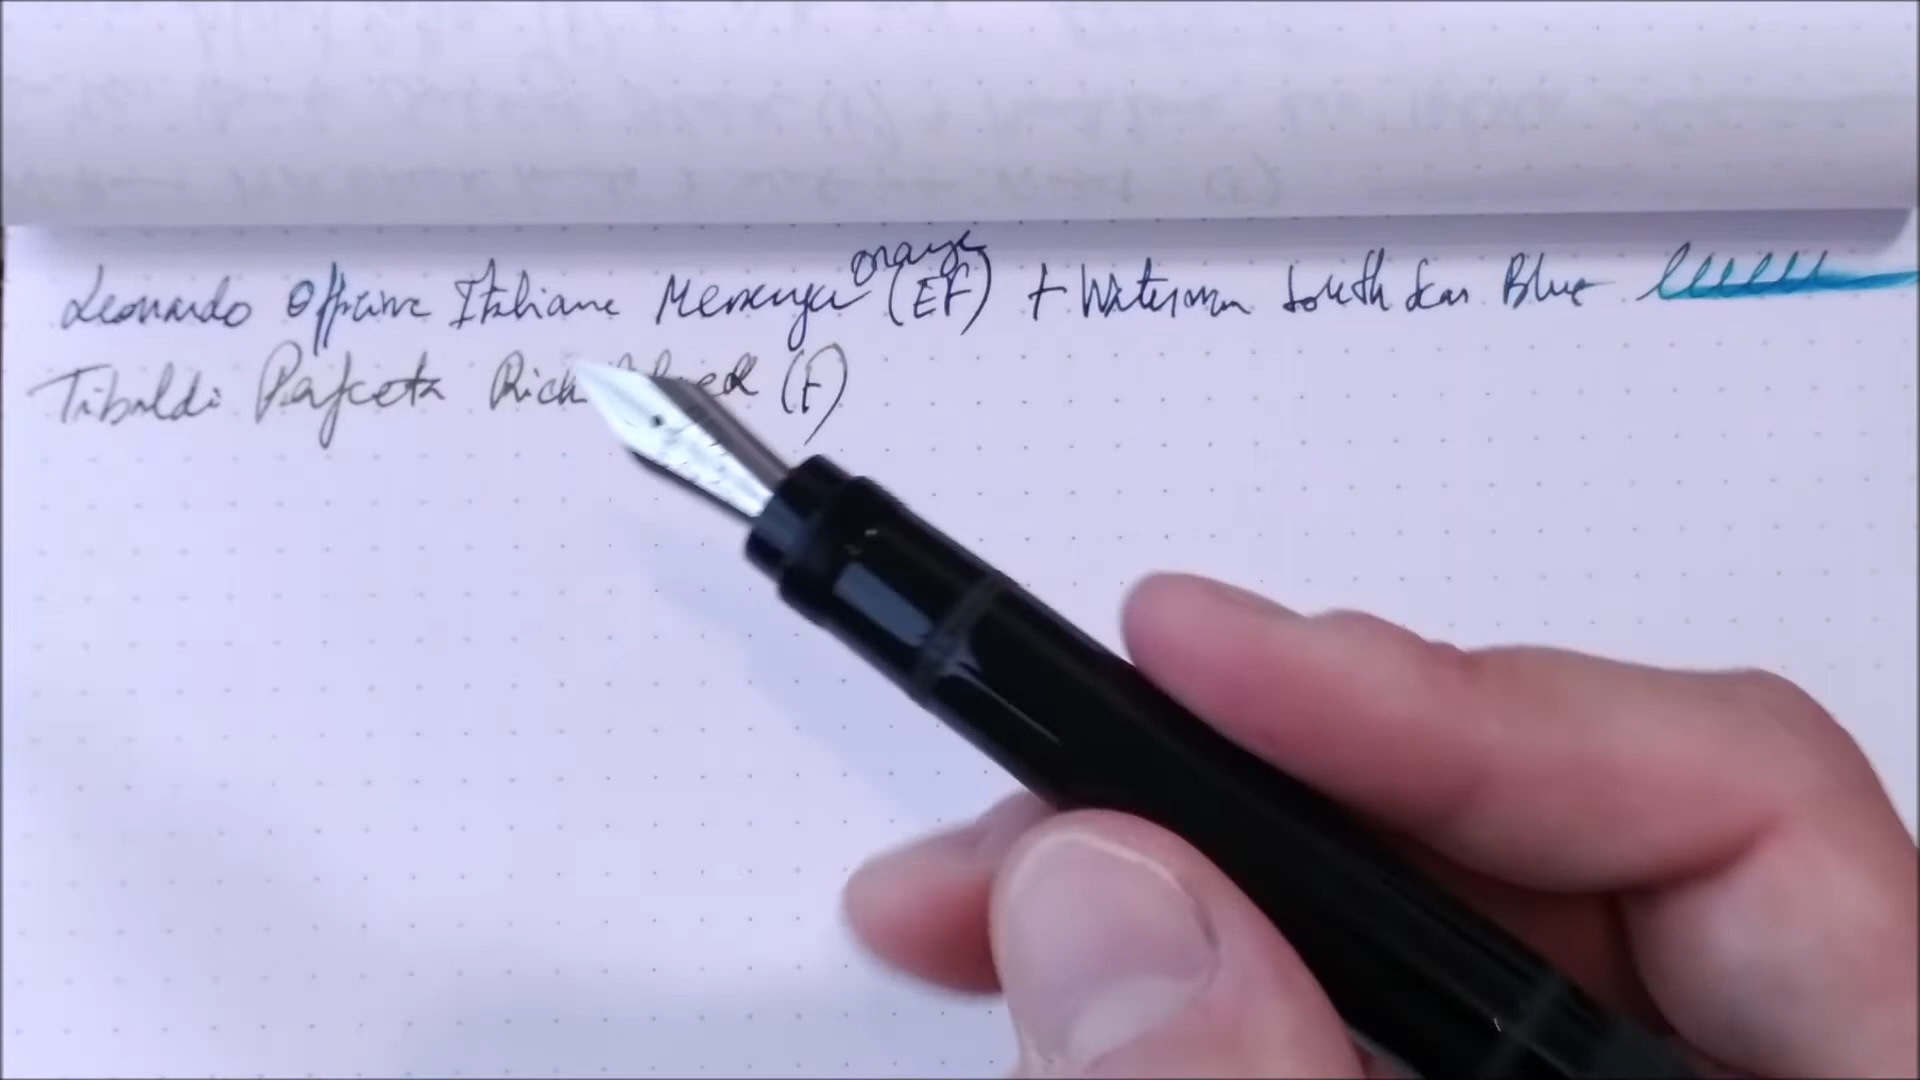 Leonardo Officina Italiana Messenger orange (EF) + Waterman South Seas Blue
Tibaldi Perfecta Rich (F)